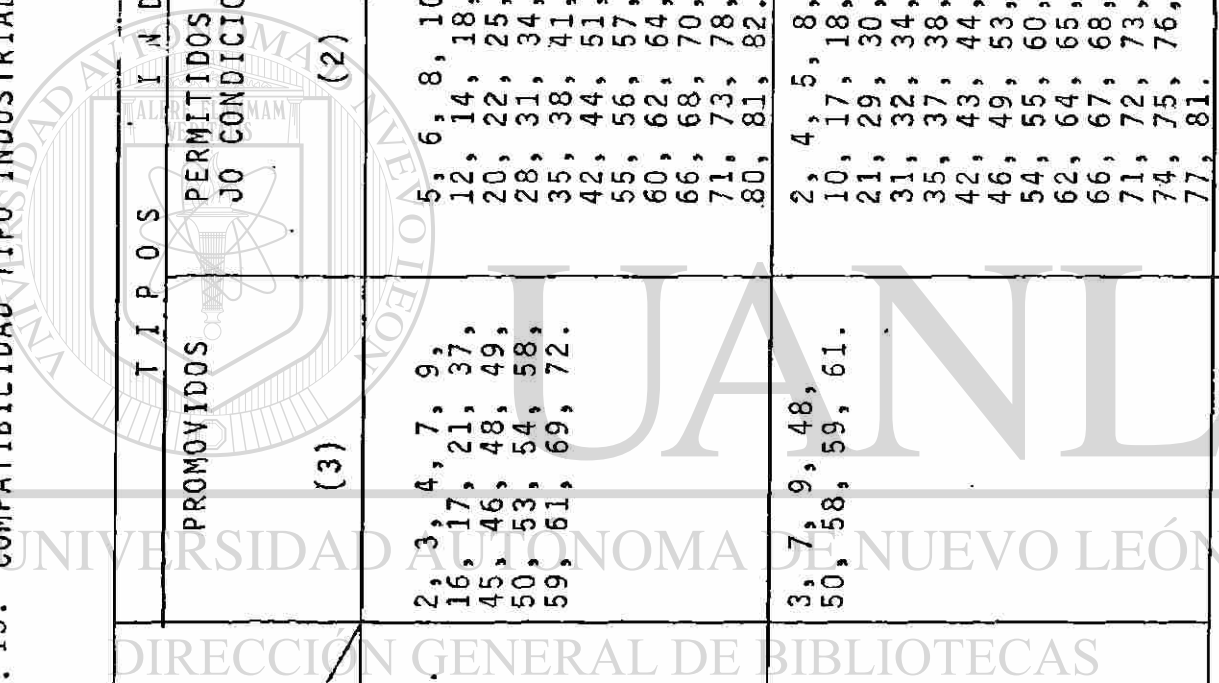 . 15. COMPATIBILIDAD TIPO INDUSTRIA
T I P O S I N D
PROMOVIDOS
(3)
PERMITIDOS
JO CONDICIO
(2)
2, 3, 4, 7, 9,
16, 17, 21, 37,
45, 46, 48, 49,
50, 53, 54, 58,
59, 61, 69, 72.
5, 6, 8, 10
12, 14, 18,
20, 22, 25,
28, 31, 34,
35, 38, 41,
42, 44, 51,
55, 56, 57,
60, 62, 64,
66, 68, 70,
71, 73, 78,
80, 81, 82.
3, 7, 9, 48,
50, 58, 59, 61.
2, 4, 5, 8,
10, 17, 18,
21, 29, 30,
31, 32, 34,
35, 37, 38,
42, 43, 44,
46, 49, 53,
54, 55, 60,
62, 64, 65,
66, 67, 68,
71, 72, 73,
74, 75, 76,
77, 81.
UANL
UNIVERSIDAD AUTÓNOMA DE NUEVO LEÓN
DIRECCIÓN GENERAL DE BIBLIOTECAS